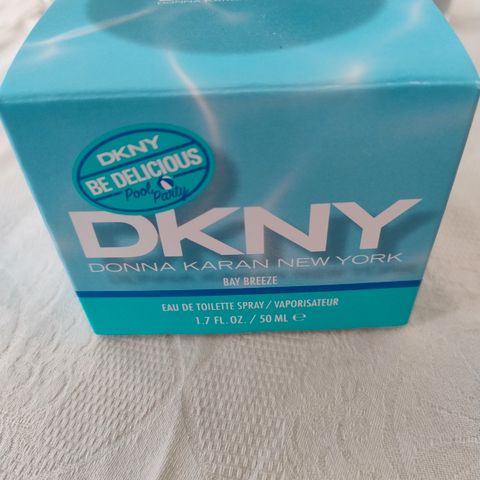 DKNY
BE DELICIOUS
Pool Party
DKNY
DONNA KARAN NEW YORK
BAY BREEZE
EAU DE TOILETTE SPRAY / VAPORISATEUR
1.7 FL. OZ. / 50 ML ℮